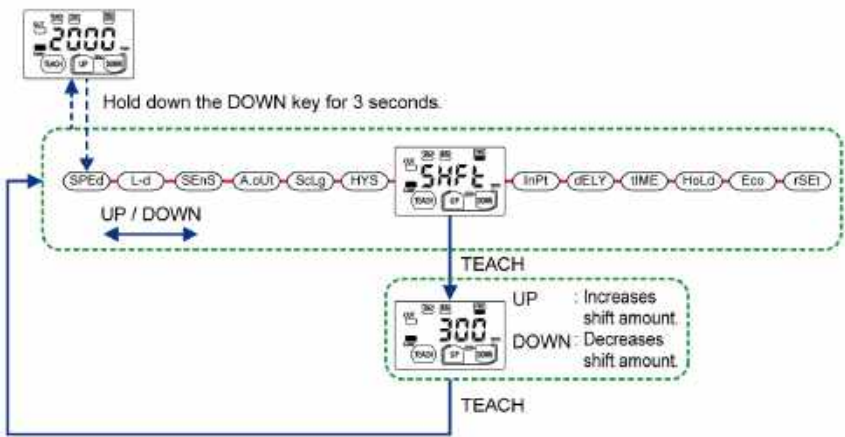 20.00
TEACH UP DOWN
Hold down the DOWN key for 3 seconds.
SPEd L-d SEnS A.oUt ScLg HYS SHFt InPt dELY tIME HoLd Eco rSEt
TEACH UP DOWN
UP / DOWN
TEACH
300
TEACH UP DOWN
UP : Increases
shift amount.
DOWN : Decreases
shift amount.
TEACH